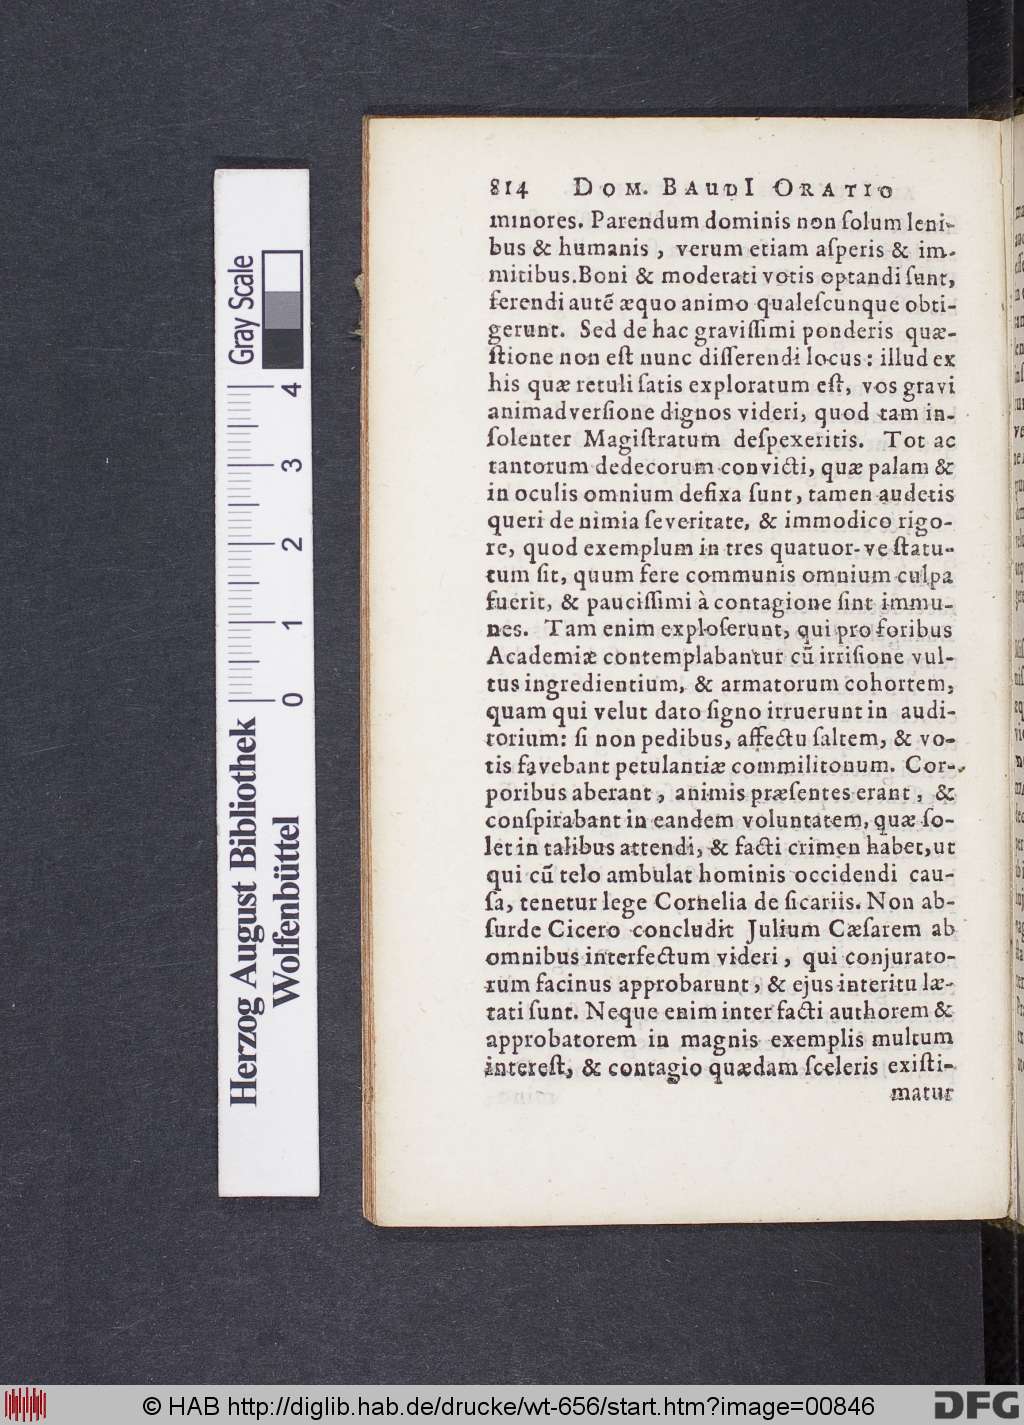 814 DOM. BAUDI ORATIO
minores. Parendum dominis non ſolum leni-
bus & humanis, verum etiam aſperis & im-
mitibus. Boni & moderati votis optandi ſunt,
ferendi autē æquo animo qualeſcunque obti-
gerunt. Sed de hac graviſſimi ponderis quæ-
ſtione non eſt nunc diſſerendi locus: illud ex
his quæ retuli ſatis exploratum eſt, vos gravi
animadverſione dignos videri, quod tam in-
ſolenter Magiſtratum deſpexeritis. Tot ac
tantorum dedecorum convicti, quæ palam &
in oculis omnium defixa ſunt, tamen audetis
queri de nimia ſeveritate, & immodico rigo-
re, quod exemplum in tres quatuor-ve ſtatu-
tum ſit, quum fere communis omnium culpa
fuerit, & pauciſſimi à contagione ſint immu-
nes. Tam enim exploſerunt, qui pro foribus
Academiæ contemplabantur cū irriſione vul-
tus ingredientium, & armatorum cohortem,
quam qui velut dato ſigno irruerunt in audi-
torium: ſi non pedibus, affectu ſaltem, & vo-
tis favebant petulantiæ commilitonum. Cor-
poribus aberant, animis præſentes erant, &
conſpirabant in eandem voluntatem, quæ ſo-
let in talibus attendi, & facti crimen habet, ut
qui cū telo ambulat hominis occidendi cau-
ſa, tenetur lege Cornelia de ſicariis. Non ab-
ſurde Cicero concludit Julium Cæſarem ab
omnibus interfectum videri, qui conjurato-
rum facinus approbarunt, & ejus interitu læ-
tati ſunt. Neque enim inter facti authorem &
approbatorem in magnis exemplis multum
intereſt, & contagio quædam ſceleris exiſti-
matur
Gray Scale
4
3
2
1
0
Herzog August Bibliothek
Wolfenbüttel
© HAB http://diglib.hab.de/drucke/wt-656/start.htm?image=00846
DFG